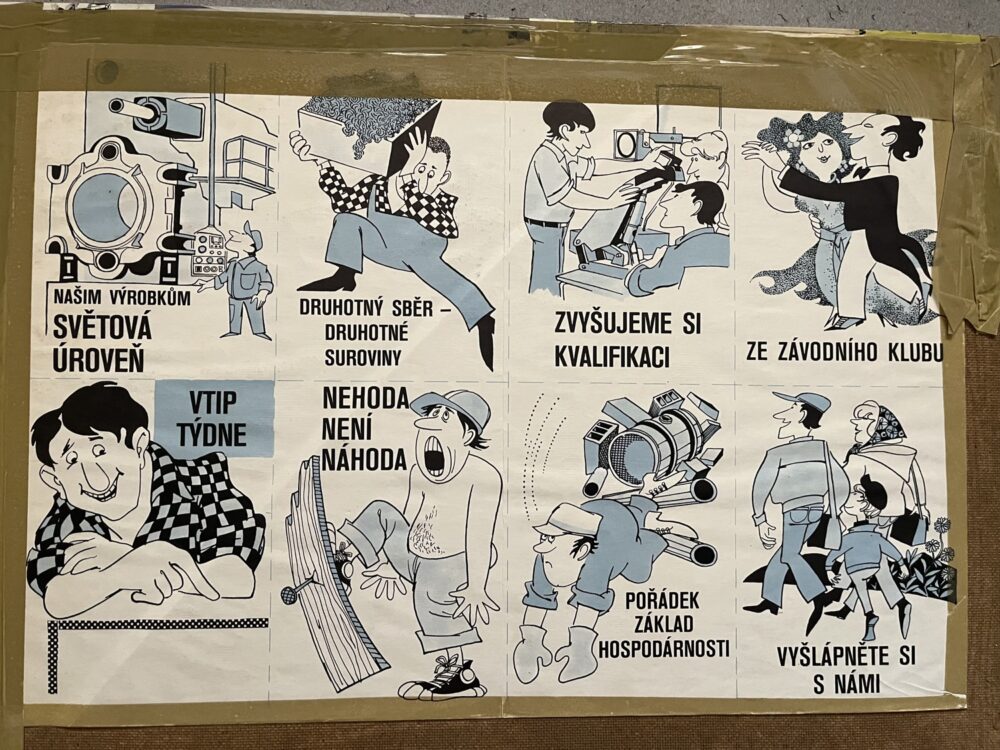 NAŠIM VÝROBKŮM
SVĚTOVÁ
ÚROVEŇ
DRUHOTNÝ SBĚR –
DRUHOTNÉ
SUROVINY
ZVYŠUJEME SI
KVALIFIKACI
ZE ZÁVODNÍHO KLUBU
VTIP
TÝDNE
NEHODA
NENÍ
NÁHODA
POŘÁDEK
ZÁKLAD
HOSPODÁRNOSTI
VYŠLÁPNĚTE SI
S NÁMI